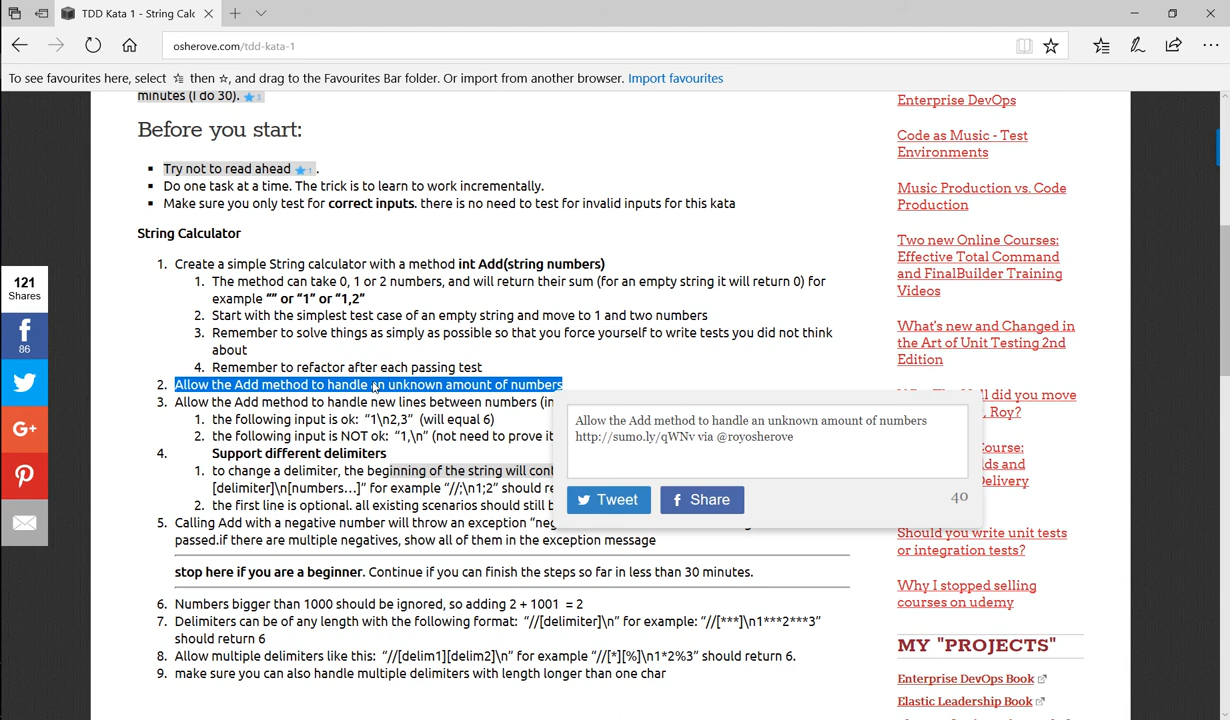 TDD Kata 1 - String Calc
osherove.com/tdd-kata-1
To see favourites here, select ☆ then ☆, and drag to the Favourites Bar folder. Or import from another browser. Import favourites
minutes (I do 30). 3
Before you start:
Try not to read ahead 1 .
Do one task at a time. The trick is to learn to work incrementally.
Make sure you only test for correct inputs. there is no need to test for invalid inputs for this kata
String Calculator
1. Create a simple String calculator with a method int Add(string numbers)
1. The method can take 0, 1 or 2 numbers, and will return their sum (for an empty string it will return 0) for
example “” or “1” or “1,2”
2. Start with the simplest test case of an empty string and move to 1 and two numbers
3. Remember to solve things as simply as possible so that you force yourself to write tests you did not think
about
4. Remember to refactor after each passing test
2. Allow the Add method to handle an unknown amount of numbers
3. Allow the Add method to handle new lines between numbers (in
1. the following input is ok: “1\n2,3” (will equal 6)
2. the following input is NOT ok: “1,\n” (not need to prove it
4. Support different delimiters
1. to change a delimiter, the beginning of the string will cont
[delimiter]\n[numbers…]” for example “//;\n1;2” should re
2. the first line is optional. all existing scenarios should still b
5. Calling Add with a negative number will throw an exception “neg
passed.if there are multiple negatives, show all of them in the exception message
stop here if you are a beginner. Continue if you can finish the steps so far in less than 30 minutes.
6. Numbers bigger than 1000 should be ignored, so adding 2 + 1001 = 2
7. Delimiters can be of any length with the following format: “//[delimiter]\n” for example: “//[***]\n1***2***3”
should return 6
8. Allow multiple delimiters like this: “//[delim1][delim2]\n” for example “//[*][%]\n1*2%3” should return 6.
9. make sure you can also handle multiple delimiters with length longer than one char
Allow the Add method to handle an unknown amount of numbers
http://sumo.ly/qWNv via @royosherove
Tweet
Share
40
121
Shares
f
86
G+
Enterprise DevOps
Code as Music - Test
Environments
Music Production vs. Code
Production
Two new Online Courses:
Effective Total Command
and FinalBuilder Training
Videos
What's new and Changed in
the Art of Unit Testing 2nd
Edition
did you move
, Roy?
ourse:
ds and
Delivery
Should you write unit tests
or integration tests?
Why I stopped selling
courses on udemy
MY "PROJECTS"
Enterprise DevOps Book
Elastic Leadership Book